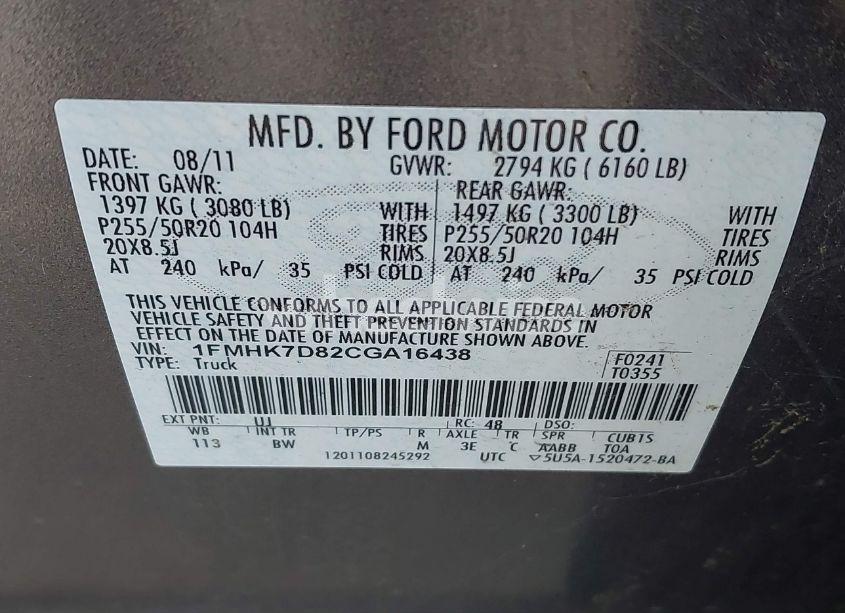 MFD. BY FORD MOTOR CO.
DATE: 08/11 GVWR: 2794 KG ( 6160 LB)
FRONT GAWR: REAR GAWR:
1397 KG ( 3080 LB) WITH 1497 KG ( 3300 LB) WITH
P255/50R20 104H TIRES P255/50R20 104H TIRES
20X8.5J RIMS 20X8.5J RIMS
AT 240 kPa/ 35 PSI COLD AT 240 kPa/ 35 PSI COLD
THIS VEHICLE CONFORMS TO ALL APPLICABLE FEDERAL MOTOR
VEHICLE SAFETY AND THEFT PREVENTION STANDARDS IN
EFFECT ON THE DATE OF MANUFACTURE SHOWN ABOVE.
VIN: 1FMHK7D82CGA16438 F0241
TYPE: Truck T0355
EXT PNT: UJ RC: 48 DSO:
WB INT TR TP/PS R AXLE TR SPR CUBTS
113 BW M 3E C AABB TOA
1201108245292 UTC ▽5U5A-1520472-BA